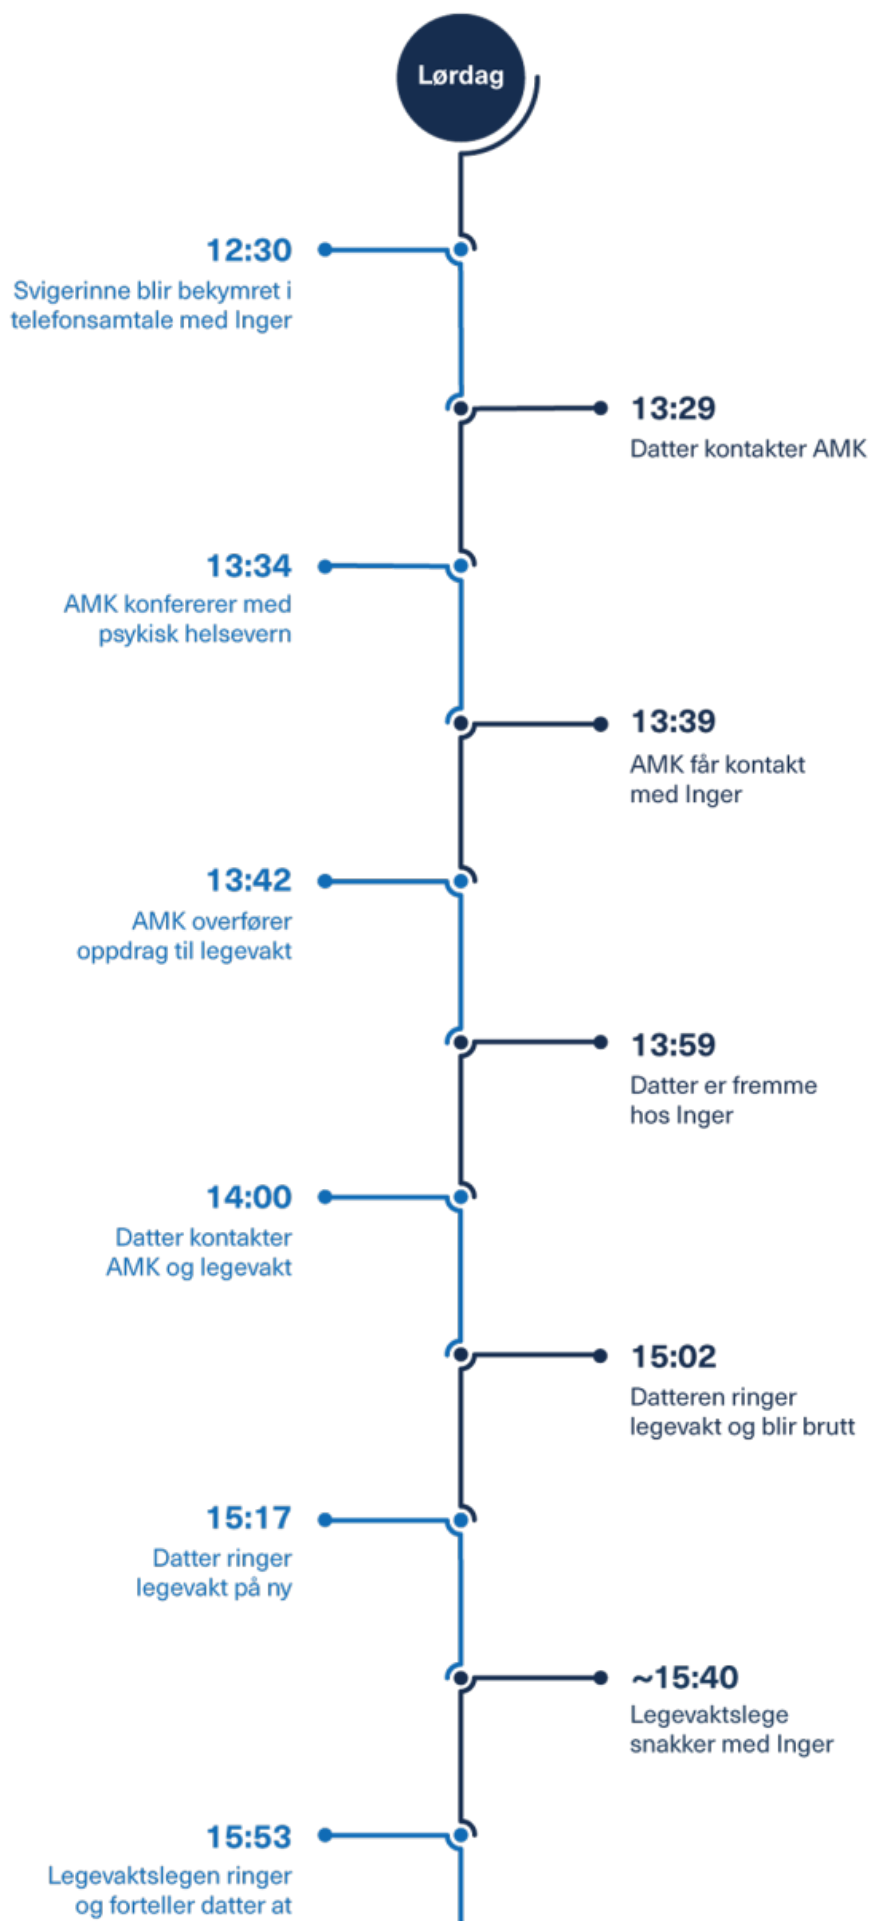 Lørdag
12:30
Svigerinne blir bekymret i
telefonsamtale med Inger
13:29
Datter kontakter AMK
13:34
AMK konfererer med
psykisk helsevern
13:39
AMK får kontakt
med Inger
13:42
AMK overfører
oppdrag til legevakt
13:59
Datter er fremme
hos Inger
14:00
Datter kontakter
AMK og legevakt
15:02
Datteren ringer
legevakt og blir brutt
15:17
Datter ringer
legevakt på ny
~15:40
Legevaktslege
snakker med Inger
15:53
Legevaktslegen ringer
og forteller datter at